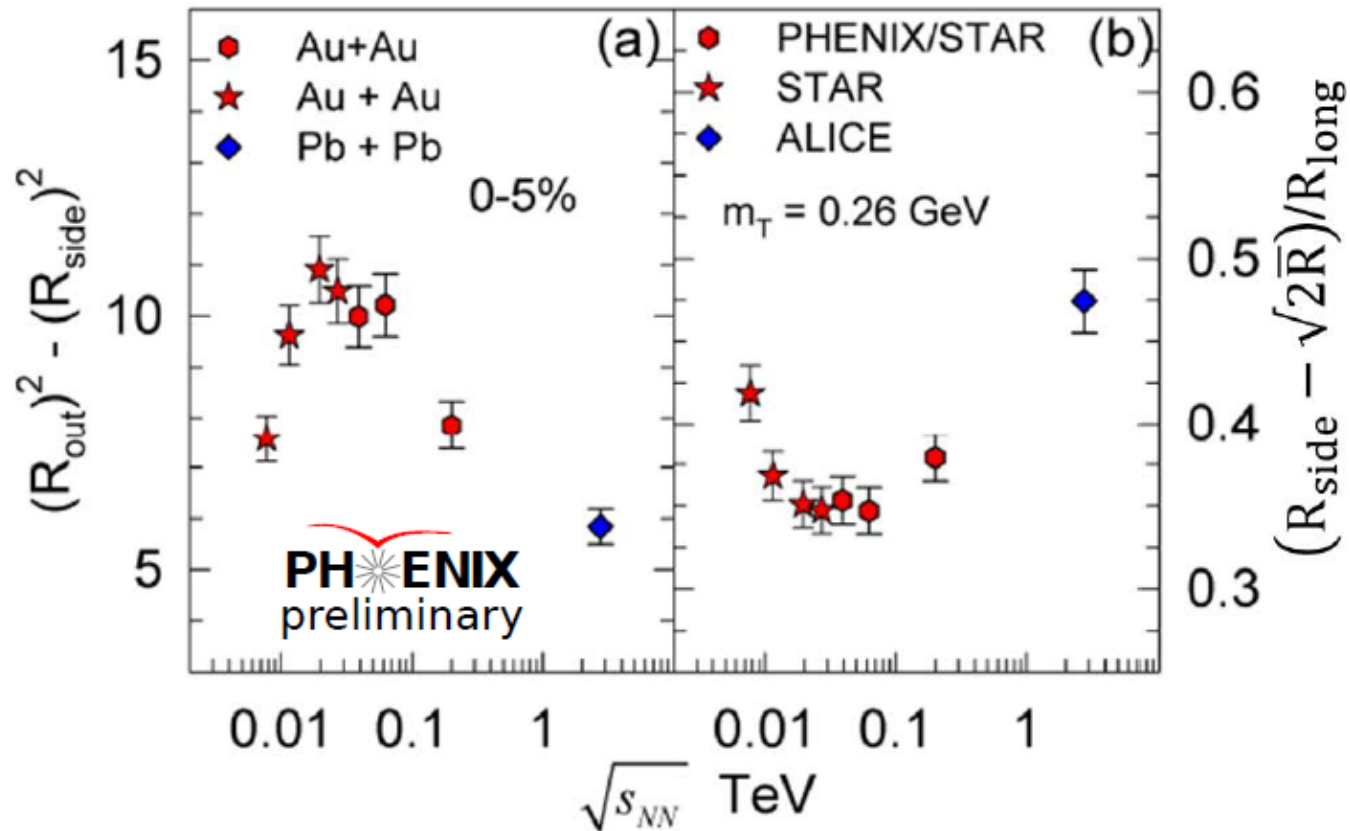 (a)
Au+Au
Au + Au
Pb + Pb
0-5%
(R_out)^2 - (R_side)^2
15
10
5
PHENIX
preliminary
0.01 0.1 1
(b)
PHENIX/STAR
STAR
ALICE
m_T = 0.26 GeV
0.6
0.5
0.4
0.3
(R_side − √2R̅)/R_long
0.01 0.1 1
√s_NN TeV